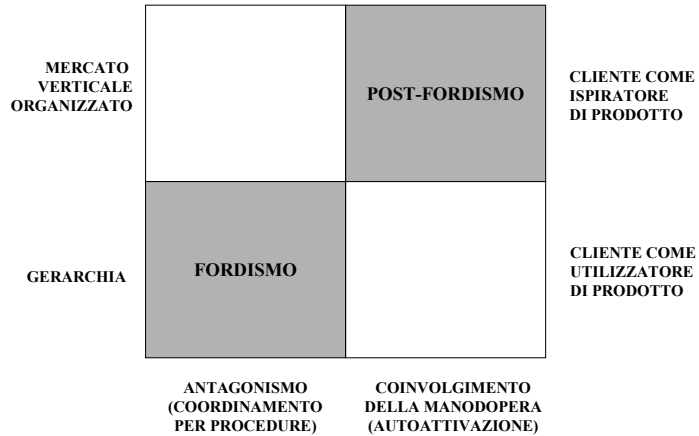 MERCATO
VERTICALE
ORGANIZZATO
POST-FORDISMO
CLIENTE COME
ISPIRATORE
DI PRODOTTO
GERARCHIA
FORDISMO
CLIENTE COME
UTILIZZATORE
DI PRODOTTO
ANTAGONISMO
(COORDINAMENTO
PER PROCEDURE)
COINVOLGIMENTO
DELLA MANODOPERA
(AUTOATTIVAZIONE)